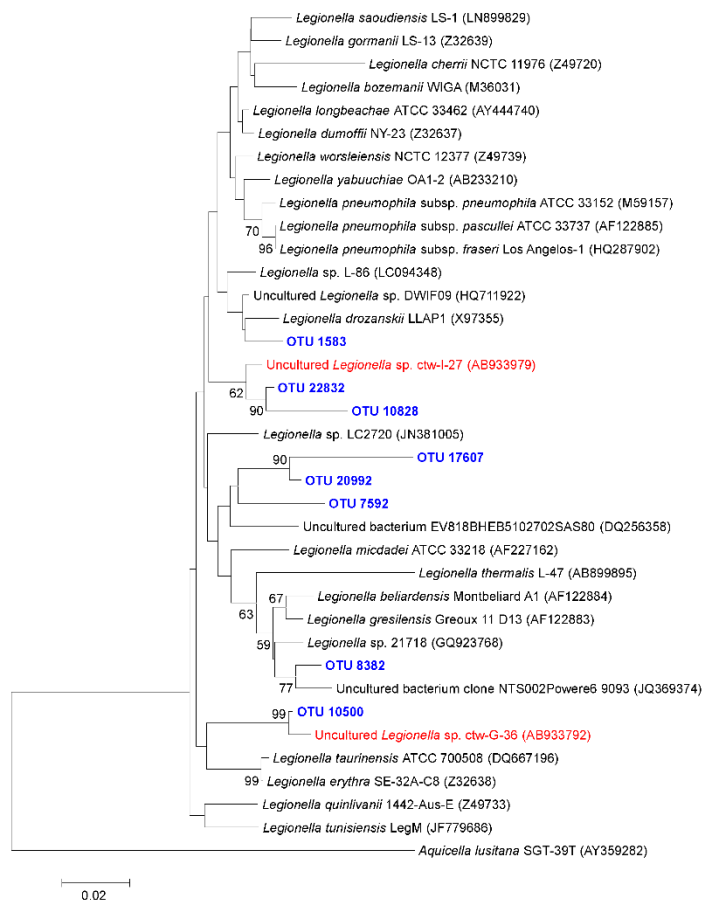 Legionella saoudiensis LS-1 (LN899829)
Legionella gormanii LS-13 (Z32639)
Legionella cherrii NCTC 11976 (Z49720)
Legionella bozemanii WIGA (M36031)
Legionella longbeachae ATCC 33462 (AY444740)
Legionella dumoffii NY-23 (Z32637)
Legionella worsleiensis NCTC 12377 (Z49739)
Legionella yabuuchiae OA1-2 (AB233210)
Legionella pneumophila subsp. pneumophila ATCC 33152 (M59157)
70
Legionella pneumophila subsp. pascullei ATCC 33737 (AF122885)
96
Legionella pneumophila subsp. fraseri Los Angelos-1 (HQ287902)
Legionella sp. L-86 (LC094348)
Uncultured Legionella sp. DWIF09 (HQ711922)
Legionella drozanskii LLAP1 (X97355)
OTU 1583
Uncultured Legionella sp. ctw-I-27 (AB933979)
62
OTU 22832
90
OTU 10828
Legionella sp. LC2720 (JN381005)
90
OTU 17607
OTU 20992
OTU 7592
Uncultured bacterium EV818BHEB5102702SAS80 (DQ256358)
Legionella micdadei ATCC 33218 (AF227162)
Legionella thermalis L-47 (AB899895)
63
67
Legionella beliardensis Montbeliard A1 (AF122884)
Legionella gresilensis Greoux 11 D13 (AF122883)
59
Legionella sp. 21718 (GQ923768)
OTU 8382
77
Uncultured bacterium clone NTS002Powere6 9093 (JQ369374)
99
OTU 10500
Uncultured Legionella sp. ctw-G-36 (AB933792)
Legionella taurinensis ATCC 700508 (DQ667196)
99
Legionella erythra SE-32A-C8 (Z32638)
Legionella quinlivanii 1442-Aus-E (Z49733)
Legionella tunisiensis LegM (JF779686)
Aquicella lusitana SGT-39T (AY359282)
0.02